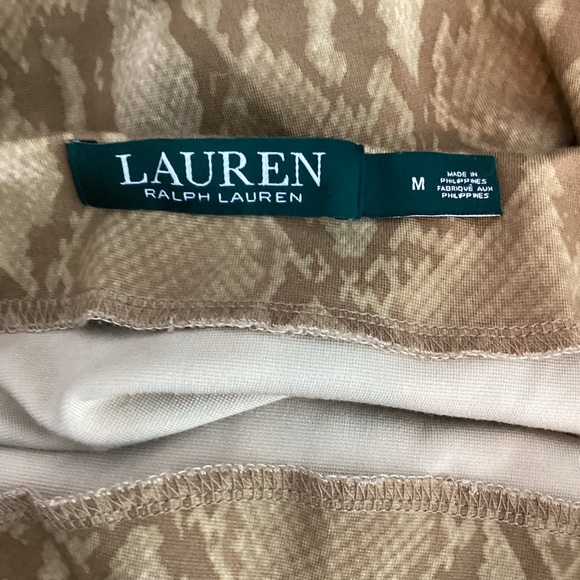 LAUREN
RALPH LAUREN
M
MADE IN
PHILIPPINES
FABRIQUÉ AUX
PHILIPPINES